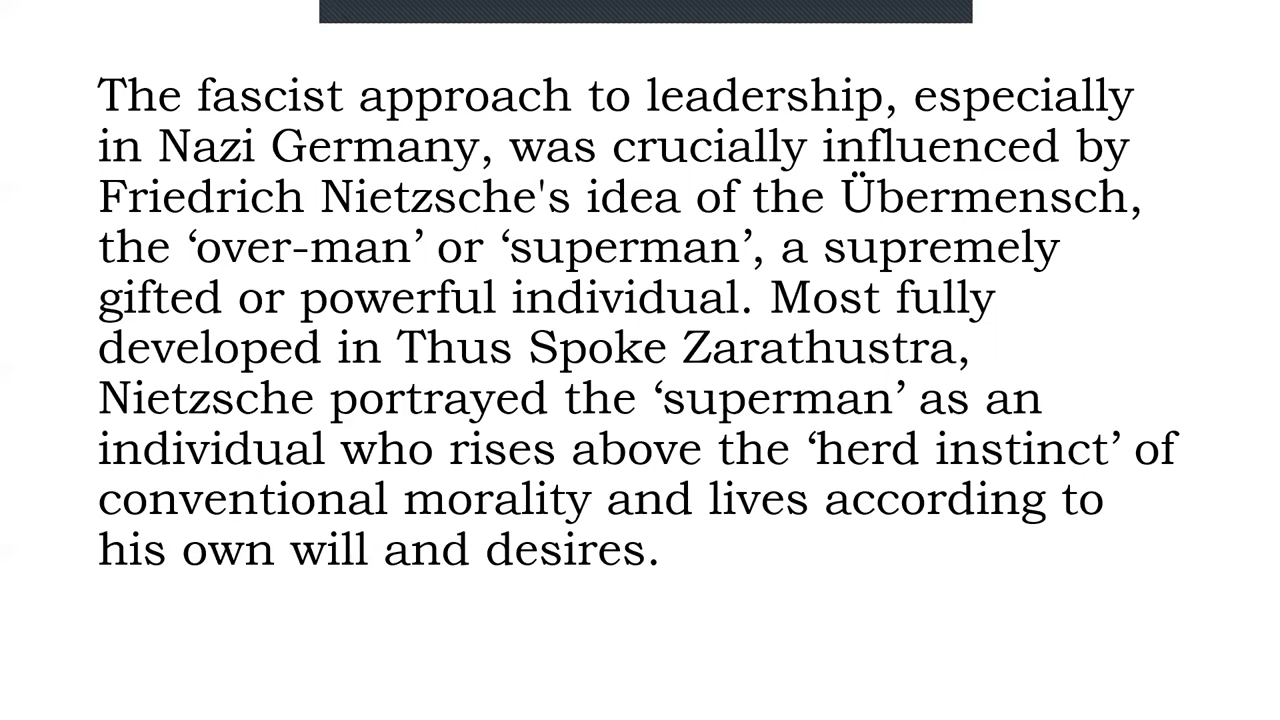 The fascist approach to leadership, especially
in Nazi Germany, was crucially influenced by
Friedrich Nietzsche's idea of the Übermensch,
the ‘over-man’ or ‘superman’, a supremely
gifted or powerful individual. Most fully
developed in Thus Spoke Zarathustra,
Nietzsche portrayed the ‘superman’ as an
individual who rises above the ‘herd instinct’ of
conventional morality and lives according to
his own will and desires.